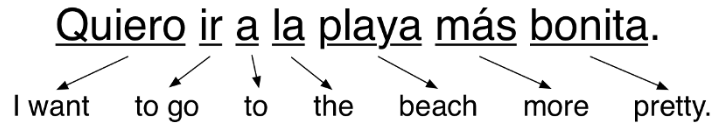 Quiero ir a la playa más bonita.
I want to go to the beach more pretty.